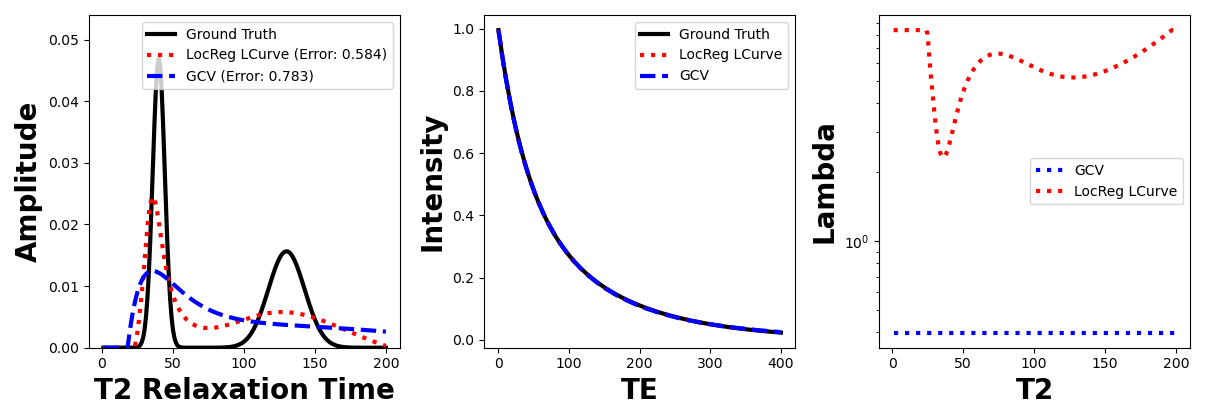 0.05
0.04
0.03
0.02
0.01
0.00
0
50
100
150
200
Amplitude
T2 Relaxation Time
Ground Truth
LocReg LCurve (Error: 0.584)
GCV (Error: 0.783)
1.0
0.8
0.6
0.4
0.2
0.0
0
100
200
300
400
Intensity
TE
Ground Truth
LocReg LCurve
GCV
10⁰
0
50
100
150
200
Lambda
T2
GCV
LocReg LCurve